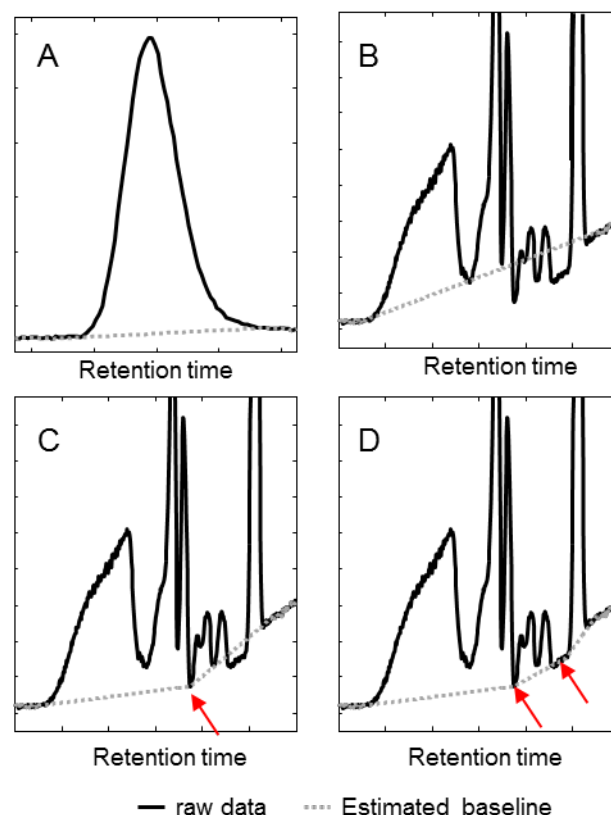 A
B
Retention time
Retention time
C
D
Retention time
Retention time
raw data
Estimated baseline